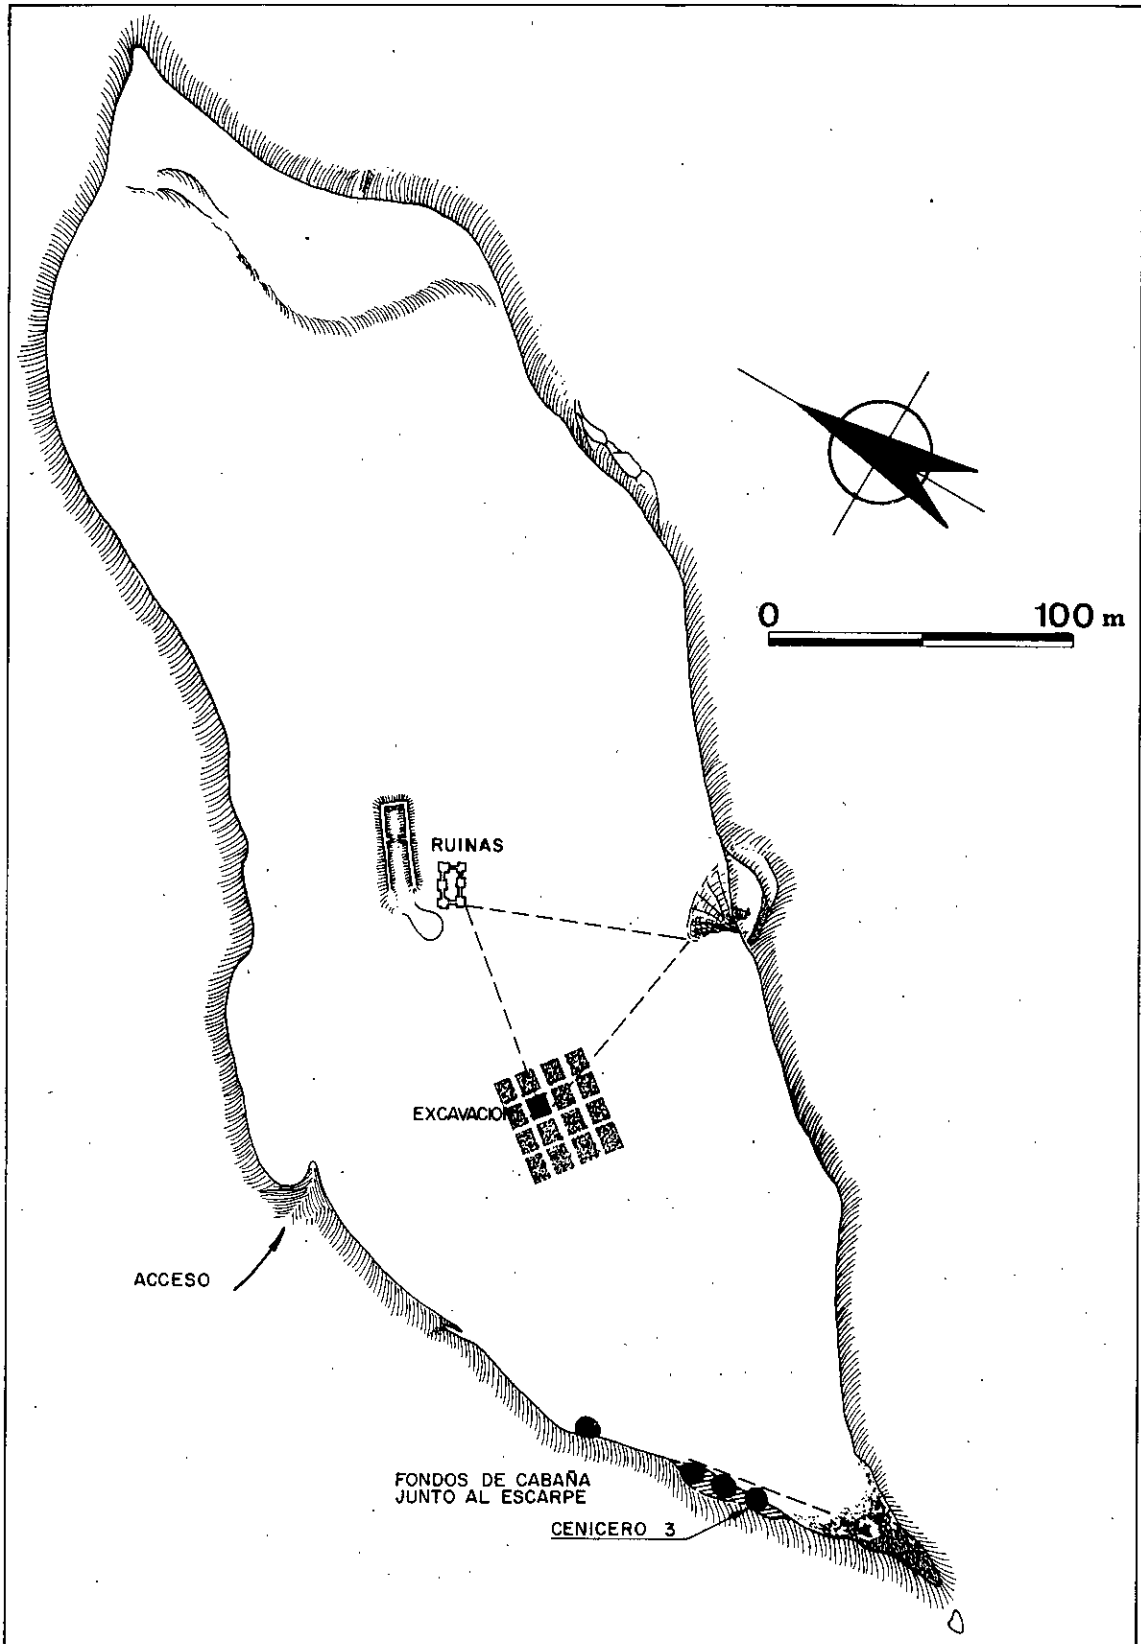 0 100 m
RUINAS
EXCAVACION
ACCESO
FONDOS DE CABAÑA
JUNTO AL ESCARPE
CENICERO 3